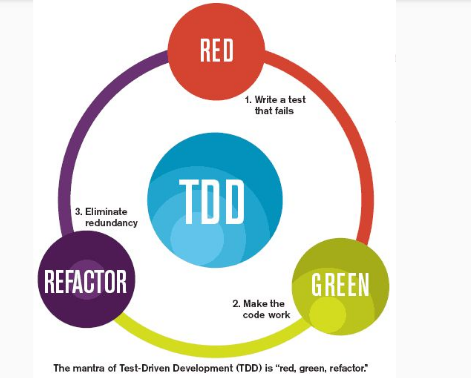 RED
1. Write a test
that fails
TDD
3. Eliminate
redundancy
REFACTOR
GREEN
2. Make the
code work
The mantra of Test-Driven Development (TDD) is “red, green, refactor.”